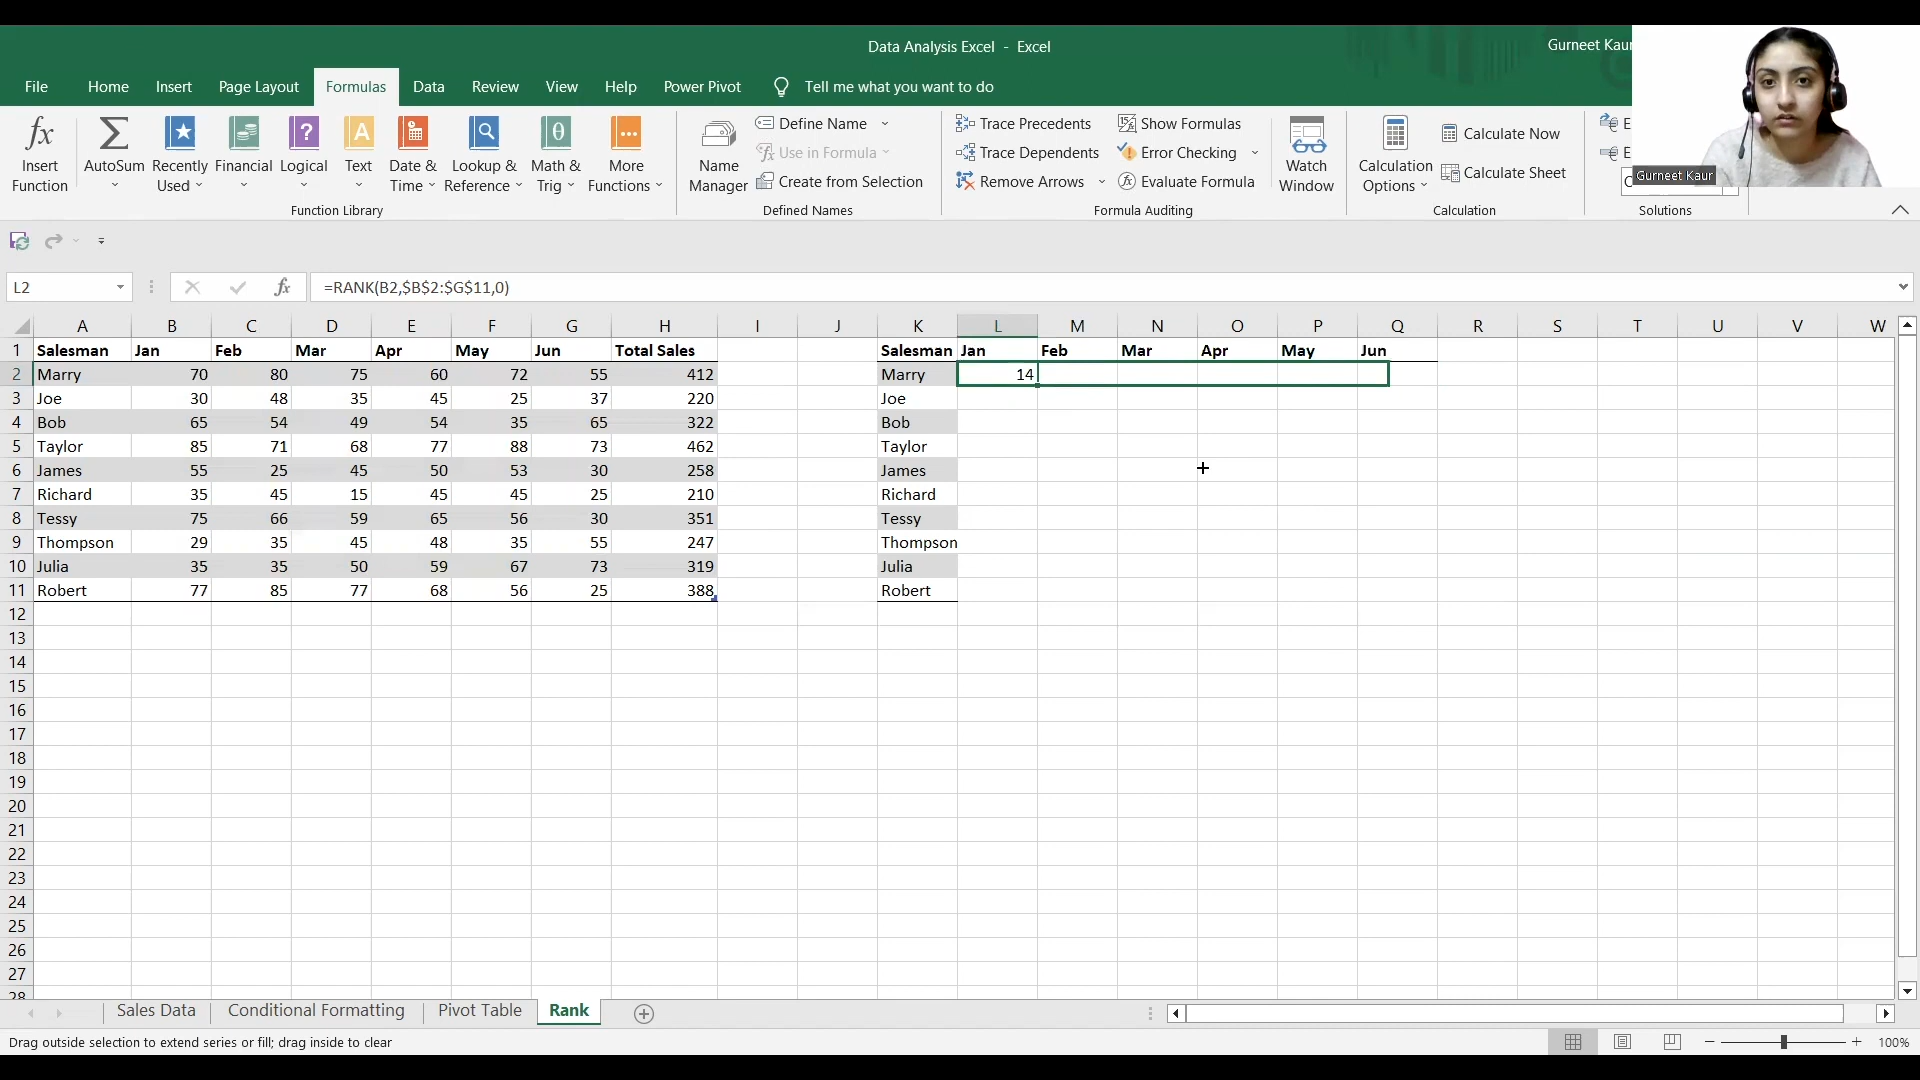 Data Analysis Excel - Excel
Gurneet Kaur
File Home Insert Page Layout Formulas Data Review View Help Power Pivot Tell me what you want to do
fx Insert Function
AutoSum
Recently Used
Financial
Logical
Text
Date & Time
Lookup & Reference
Math & Trig
More Functions
Function Library
Name Manager
Define Name
Use in Formula
Create from Selection
Defined Names
Trace Precedents
Trace Dependents
Remove Arrows
Show Formulas
Error Checking
Evaluate Formula
Formula Auditing
Watch Window
Calculation Options
Calculate Now
Calculate Sheet
Calculation
Solutions
Gurneet Kaur
L2 fx =RANK(B2,$B$2:$G$11,0)
A B C D E F G H I J K L M N O P Q R S T U V W
1 Salesman Jan Feb Mar Apr May Jun Total Sales Salesman Jan Feb Mar Apr May Jun
2 Marry 70 80 75 60 72 55 412 Marry 14
3 Joe 30 48 35 45 25 37 220 Joe
4 Bob 65 54 49 54 35 65 322 Bob
5 Taylor 85 71 68 77 88 73 462 Taylor
6 James 55 25 45 50 53 30 258 James
7 Richard 35 45 15 45 45 25 210 Richard
8 Tessy 75 66 59 65 56 30 351 Tessy
9 Thompson 29 35 45 48 35 55 247 Thompson
10 Julia 35 35 50 59 67 73 319 Julia
11 Robert 77 85 77 68 56 25 388 Robert
12
13
14
15
16
17
18
19
20
21
22
23
24
25
26
27
28
Sales Data Conditional Formatting Pivot Table Rank
Drag outside selection to extend series or fill; drag inside to clear
100%